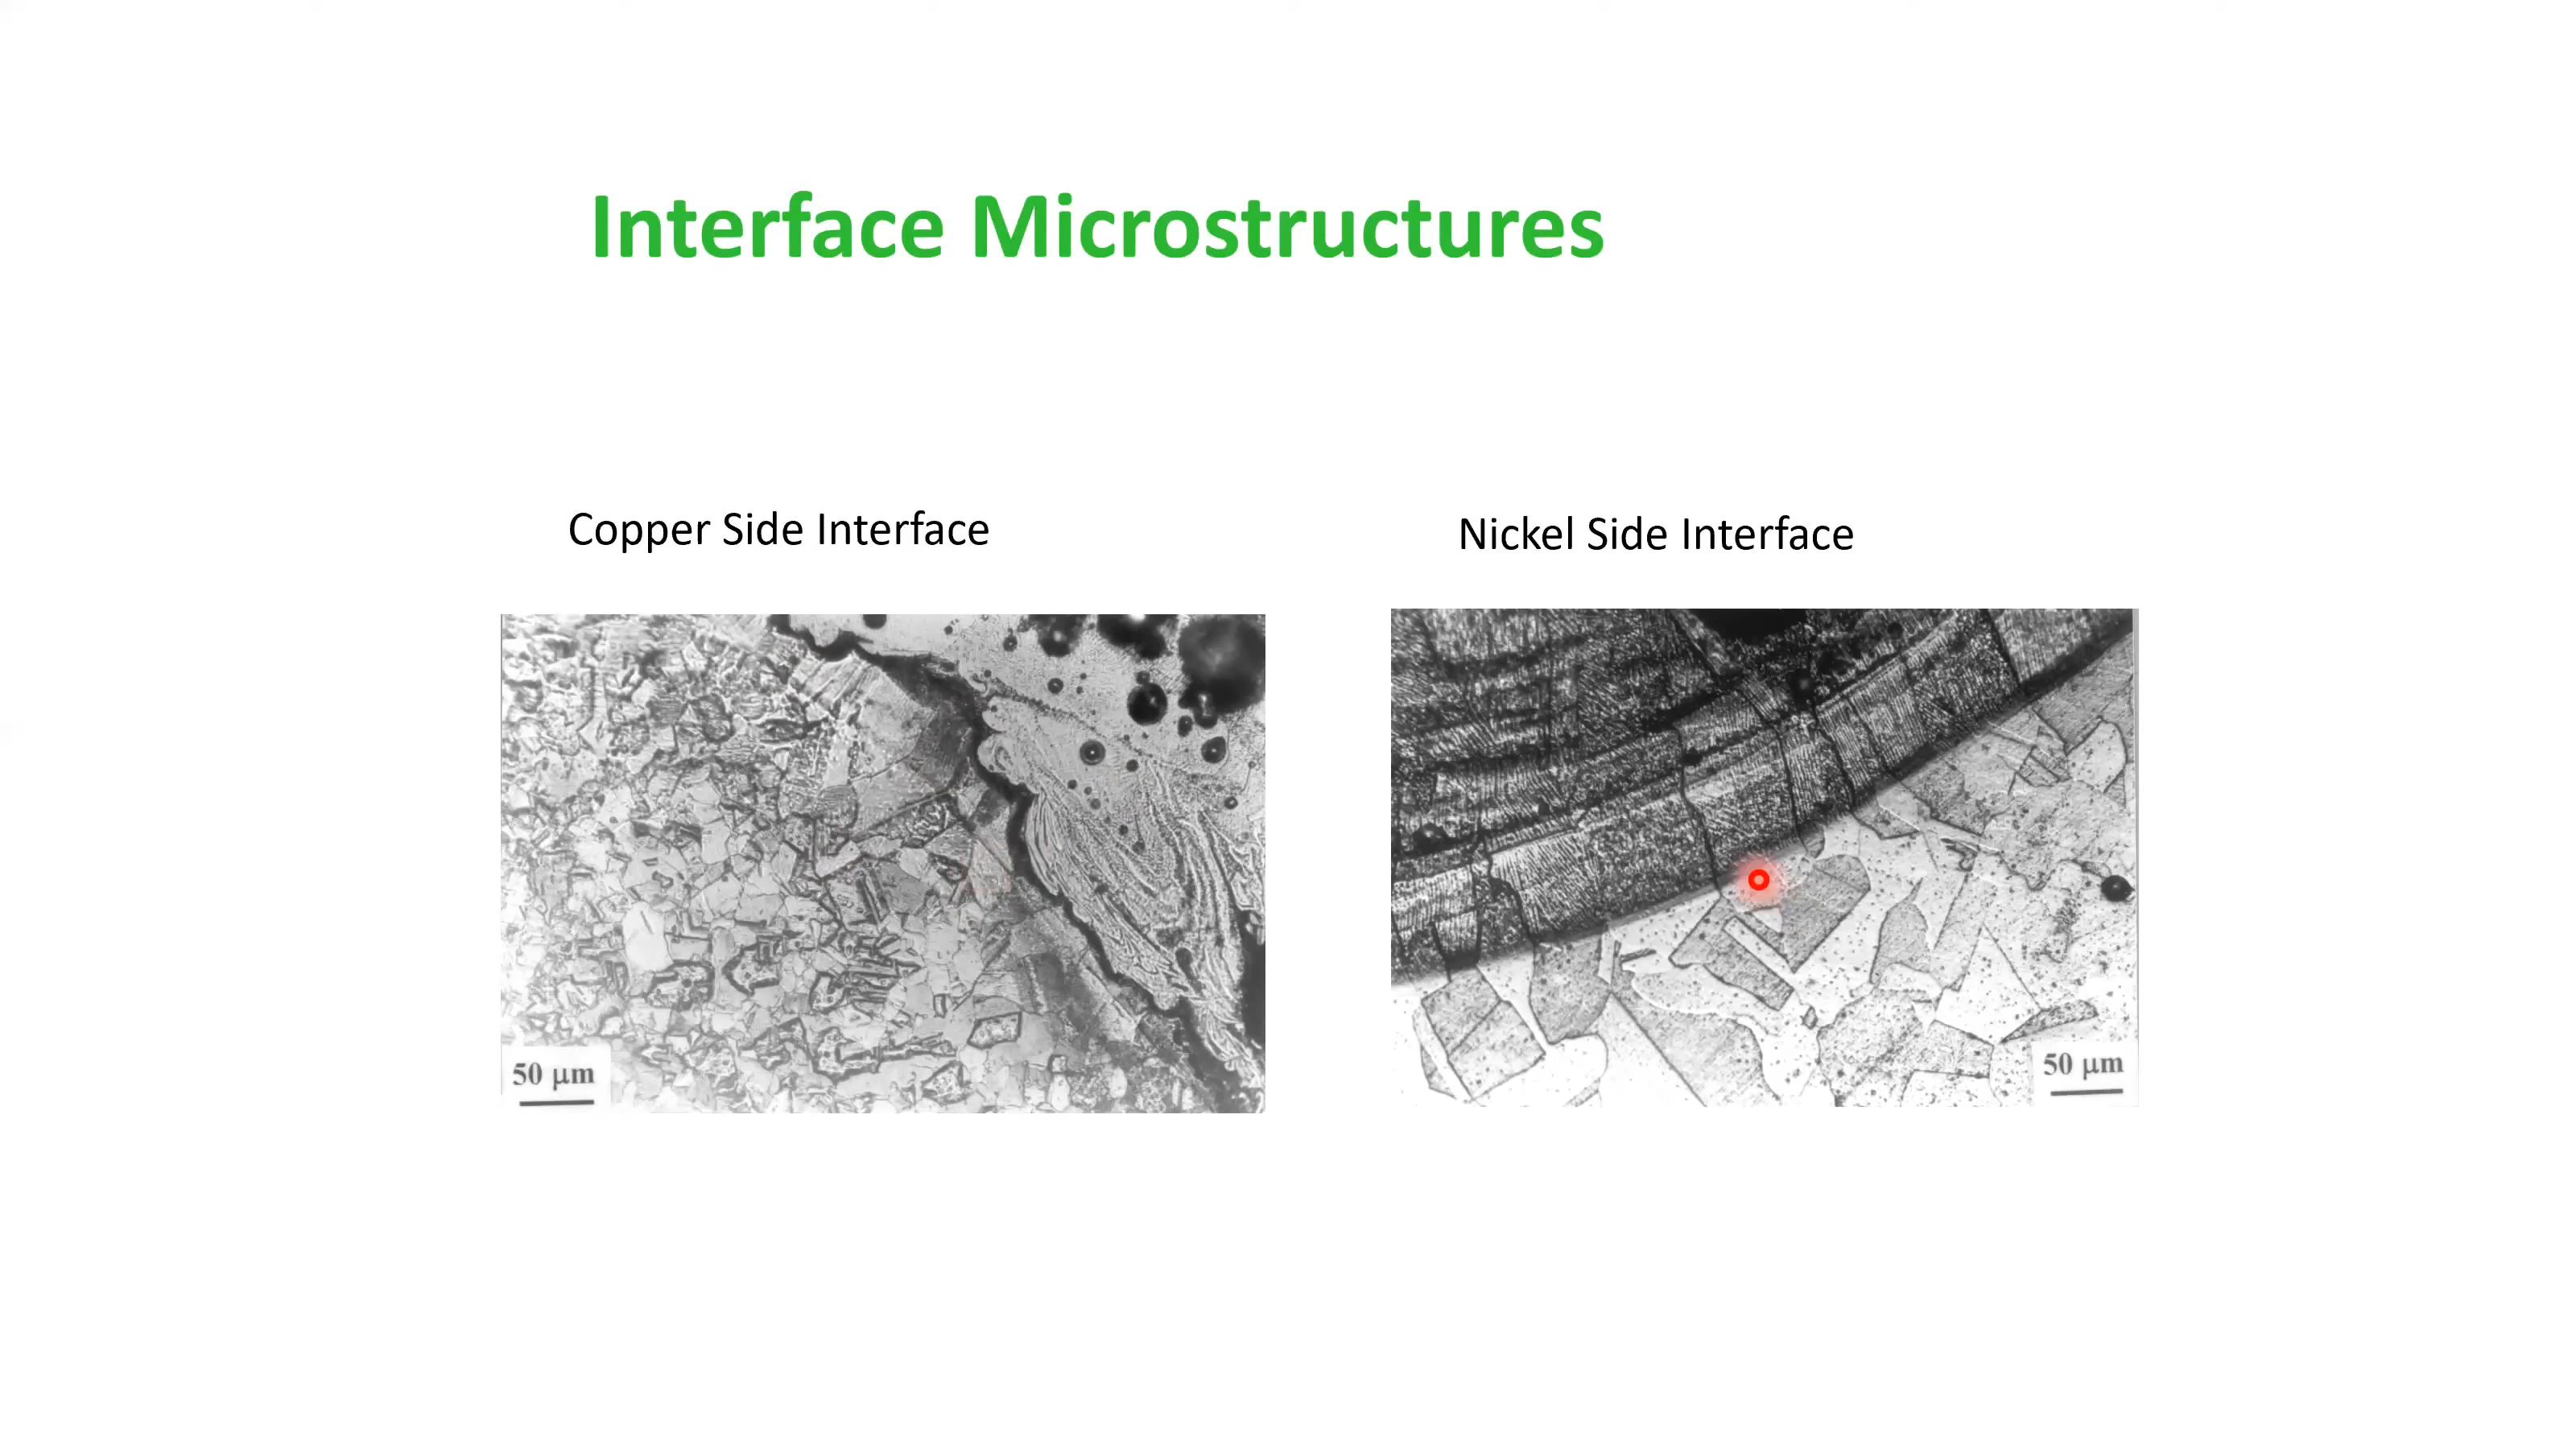 Interface Microstructures
Copper Side Interface
Nickel Side Interface
50 µm
50 µm